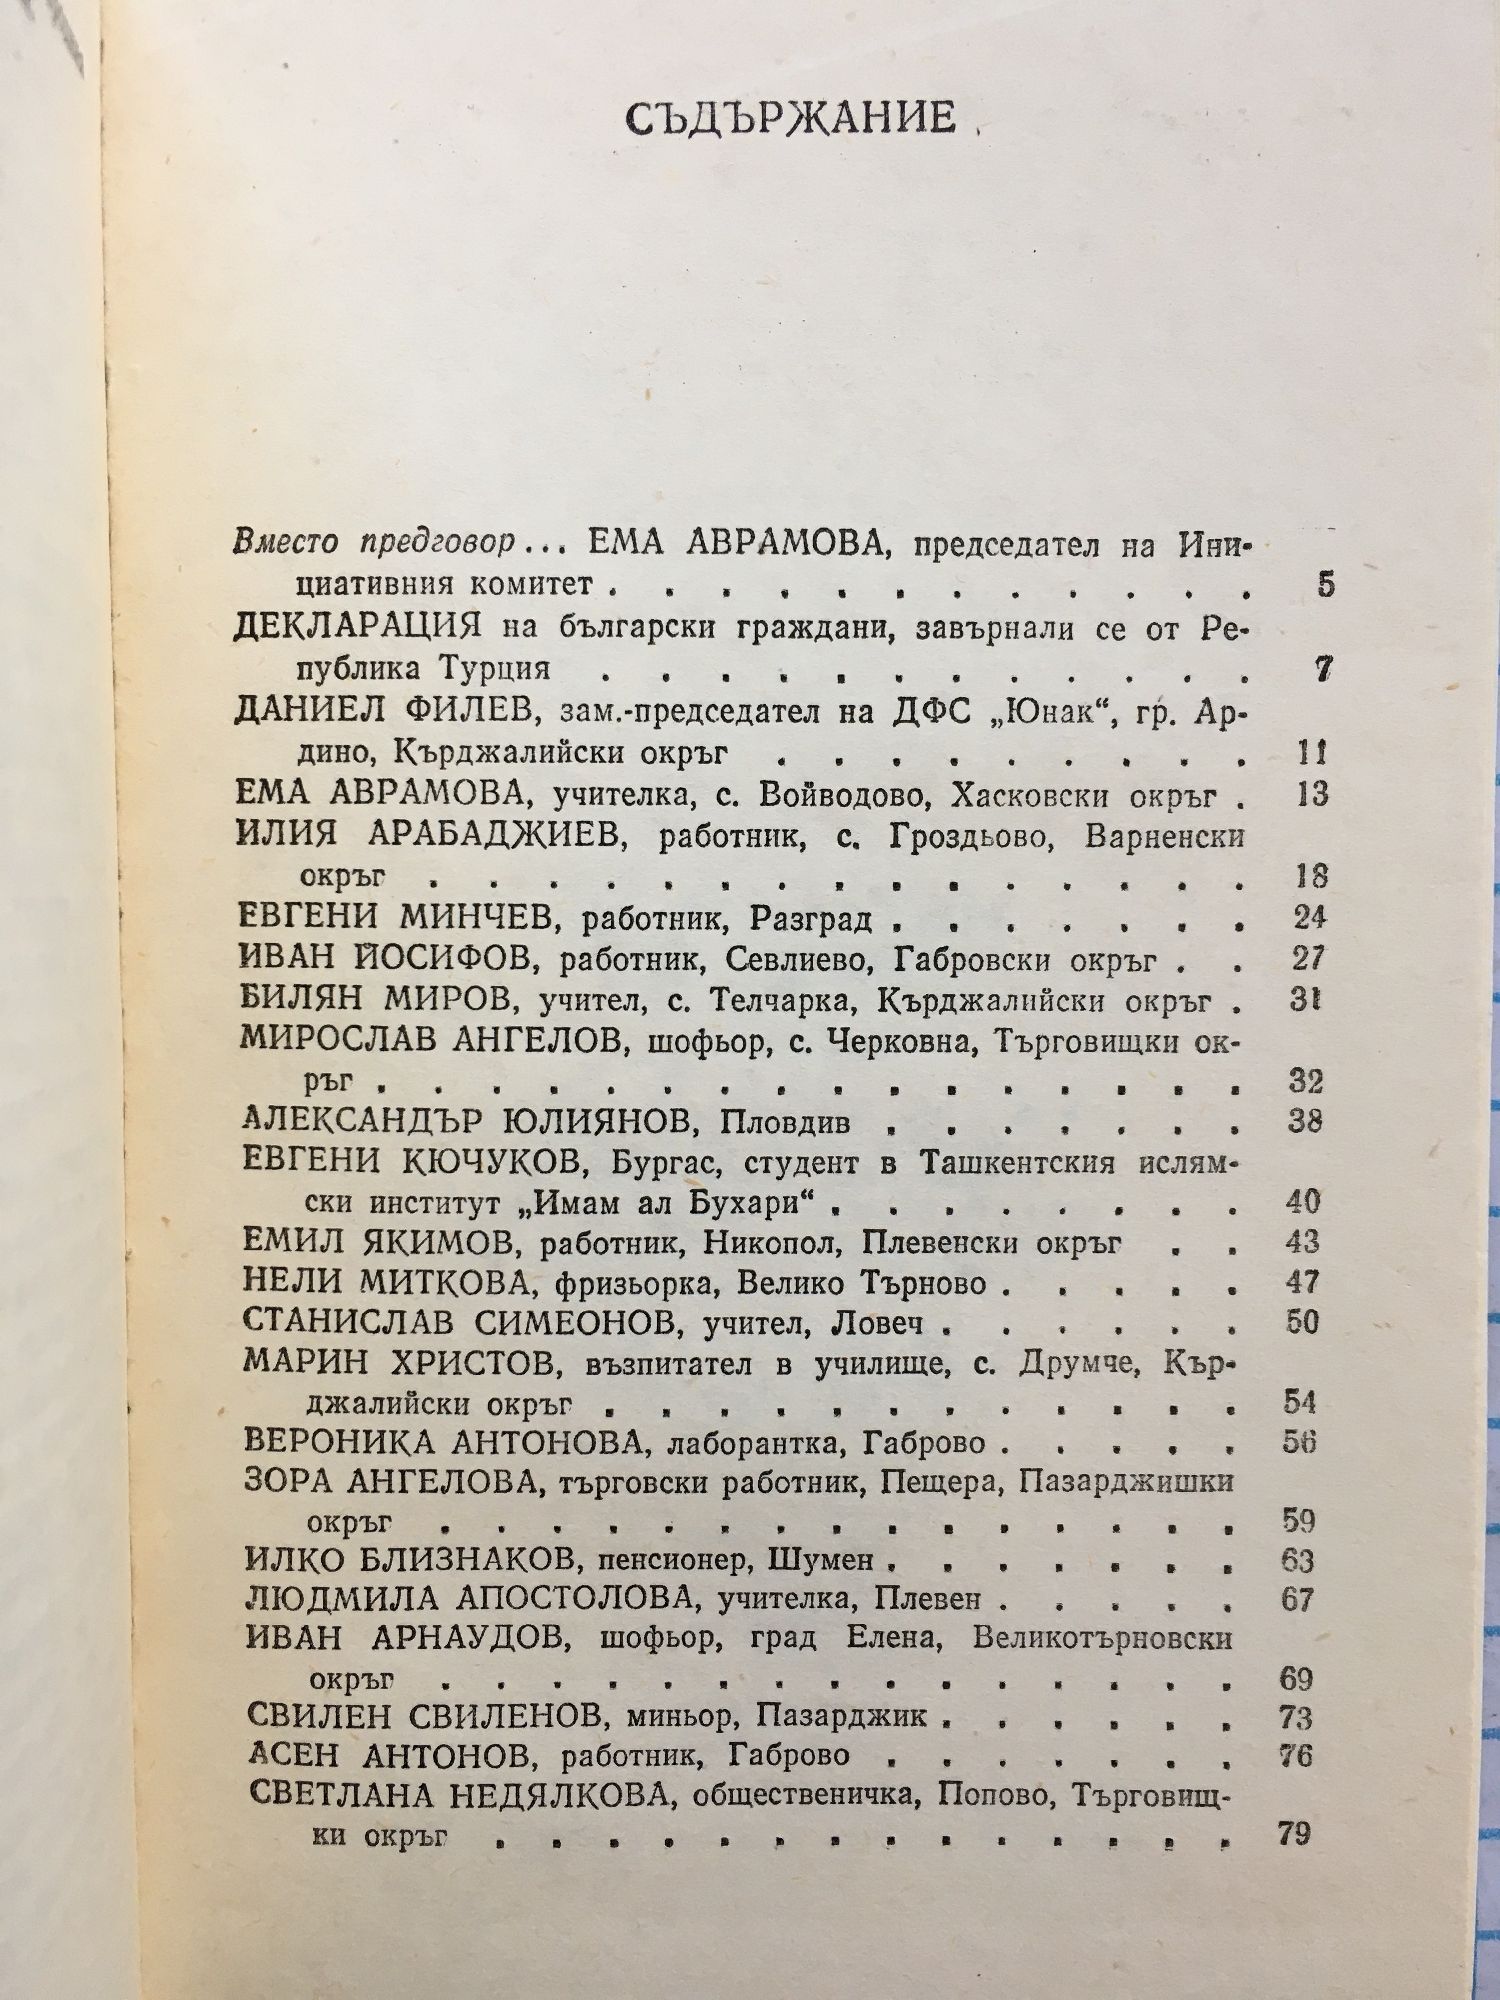 СЪДЪРЖАНИЕ
Вместо предговор... ЕМА АВРАМОВА, председател на Ини-
циативния комитет . . . . . . . . . . . . 5
ДЕКЛАРАЦИЯ на български граждани, завърнали се от Ре-
публика Турция . . . . . . . . . . . . 7
ДАНИЕЛ ФИЛЕВ, зам.-председател на ДФС „Юнак“, гр. Ар-
дино, Кърджалийски окръг . . . . . . . . . 11
ЕМА АВРАМОВА, учителка, с. Войводово, Хасковски окръг . 13
ИЛИЯ АРАБАДЖИЕВ, работник, с. Гроздьово, Варненски
окръг . . . . . . . . . . . . . . . 18
ЕВГЕНИ МИНЧЕВ, работник, Разград . . . . . . . 24
ИВАН ЙОСИФОВ, работник, Севлиево, Габровски окръг . . 27
БИЛЯН МИРОВ, учител, с. Телчарка, Кърджалийски окръг . 31
МИРОСЛАВ АНГЕЛОВ, шофьор, с. Черковна, Търговищки ок-
ръг . . . . . . . . . . . . . . . . 32
АЛЕКСАНДЪР ЮЛИЯНОВ, Пловдив . . . . . . . 38
ЕВГЕНИ КЮЧУКОВ, Бургас, студент в Ташкентския ислям-
ски институт „Имам ал Бухари“ . . . . . . . . 40
ЕМИЛ ЯКИМОВ, работник, Никопол, Плевенски окръг . . 43
НЕЛИ МИТКОВА, фризьорка, Велико Търново . . . . . 47
СТАНИСЛАВ СИМЕОНОВ, учител, Ловеч . . . . . . 50
МАРИН ХРИСТОВ, възпитател в училище, с. Друмче, Кър-
джалийски окръг . . . . . . . . . . . . 54
ВЕРОНИКА АНТОНОВА, лаборантка, Габрово . . . . . 56
ЗОРА АНГЕЛОВА, търговски работник, Пещера, Пазарджишки
окръг . . . . . . . . . . . . . . . 59
ИЛКО БЛИЗНАКОВ, пенсионер, Шумен . . . . . . . 63
ЛЮДМИЛА АПОСТОЛОВА, учителка, Плевен . . . . . 67
ИВАН АРНАУДОВ, шофьор, град Елена, Великотърновски
окръг . . . . . . . . . . . . . . . 69
СВИЛЕН СВИЛЕНОВ, миньор, Пазарджик . . . . . . 73
АСЕН АНТОНОВ, работник, Габрово . . . . . . . 76
СВЕТЛАНА НЕДЯЛКОВА, общественичка, Попово, Търговищ-
ки окръг . . . . . . . . . . . . . . 79